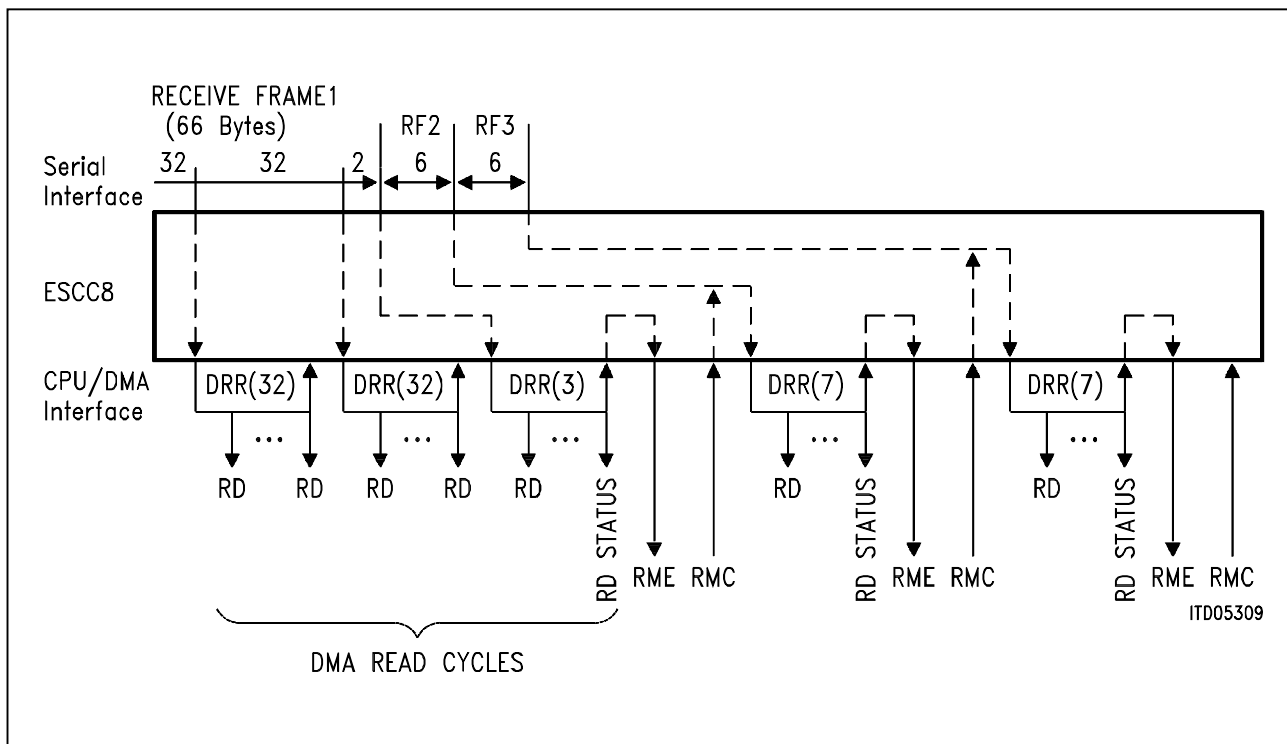 RECEIVE FRAME1
(66 Bytes)
RF2
RF3
Serial
Interface
32
32
2
6
6
ESCC8
CPU/DMA
Interface
DRR(32)
DRR(32)
DRR(3)
DRR(7)
DRR(7)
...
...
...
...
...
RD
RD
RD
RD
RD
RD STATUS
RME
RMC
RD
RD STATUS
RME
RMC
RD
RD STATUS
RME
RMC
ITD05309
DMA READ CYCLES